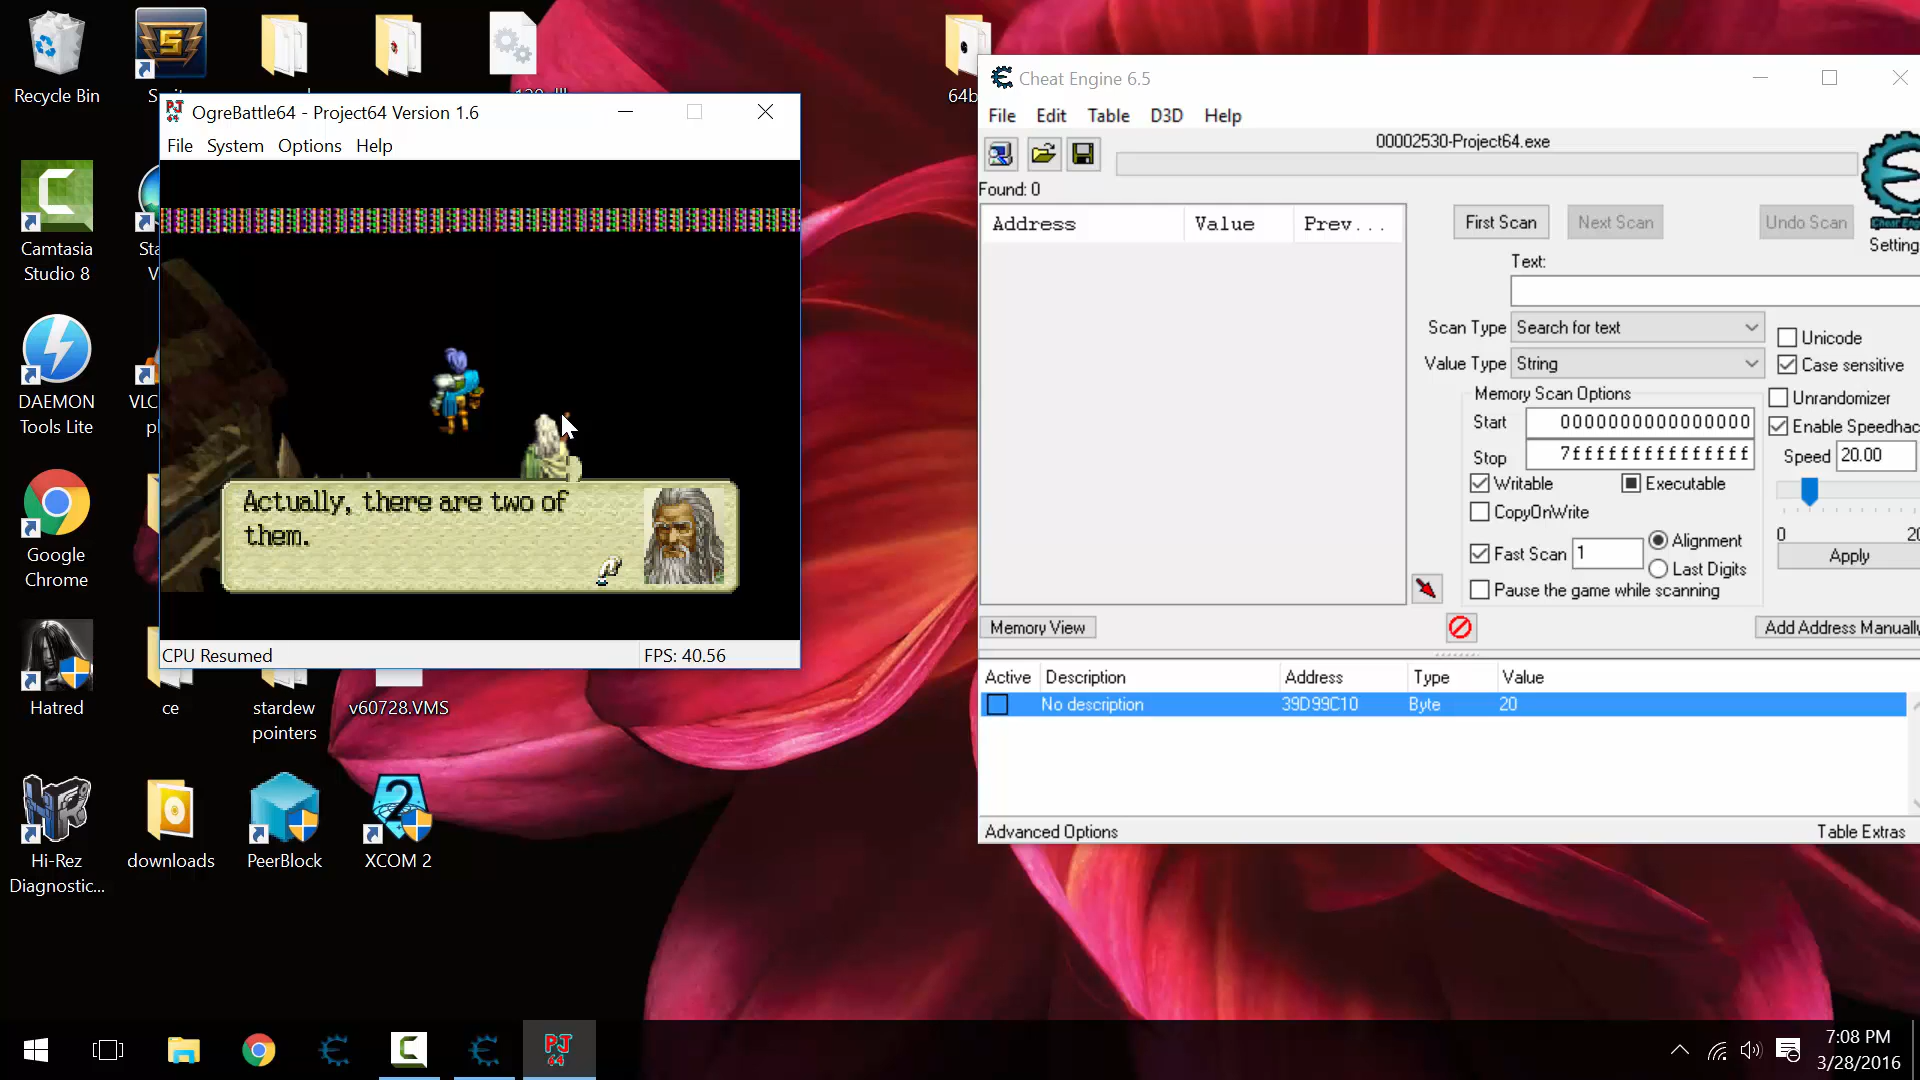 Recycle Bin
64b
OgreBattle64 - Project64 Version 1.6
File System Options Help
Actually, there are two of
them.
CPU Resumed
FPS: 40.56
Camtasia
Studio 8
DAEMON
Tools Lite
Google
Chrome
Hatred
ce
stardew
pointers
v60728.VMS
Hi-Rez
Diagnostic...
downloads
PeerBlock
XCOM 2
Cheat Engine 6.5
File Edit Table D3D Help
00002530-Project64.exe
Found: 0
Address Value Prev...
First Scan Next Scan Undo Scan
Setting
Text:
Scan Type Search for text
Value Type String
Unicode
Case sensitive
Memory Scan Options
Start 0000000000000000
Stop 7fffffffffffffff
Writable Executable
CopyOnWrite
Fast Scan 1 Alignment
Last Digits
Pause the game while scanning
Unrandomizer
Enable Speedhac
Speed 20.00
0 20
Apply
Memory View
Add Address Manually
Active Description Address Type Value
No description 39D99C10 Byte 20
Advanced Options
Table Extras
7:08 PM
3/28/2016